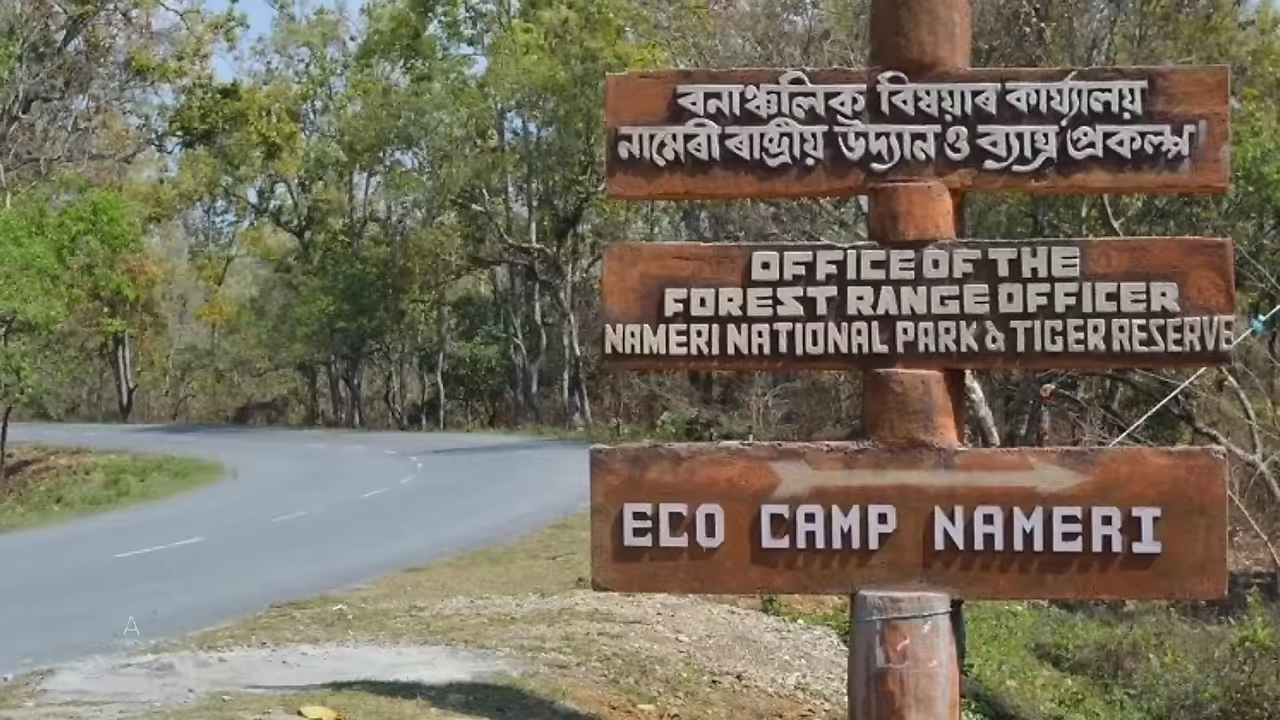 বনাঞ্চলিক বিষয়াৰ কাৰ্য্যালয়
নামেৰী ৰাষ্ট্ৰীয় উদ্যান ও ব্যাঘ্ৰ প্ৰকল্প
OFFICE OF THE
FOREST RANGE OFFICER
NAMERI NATIONAL PARK & TIGER RESERVE
ECO CAMP NAMERI
A